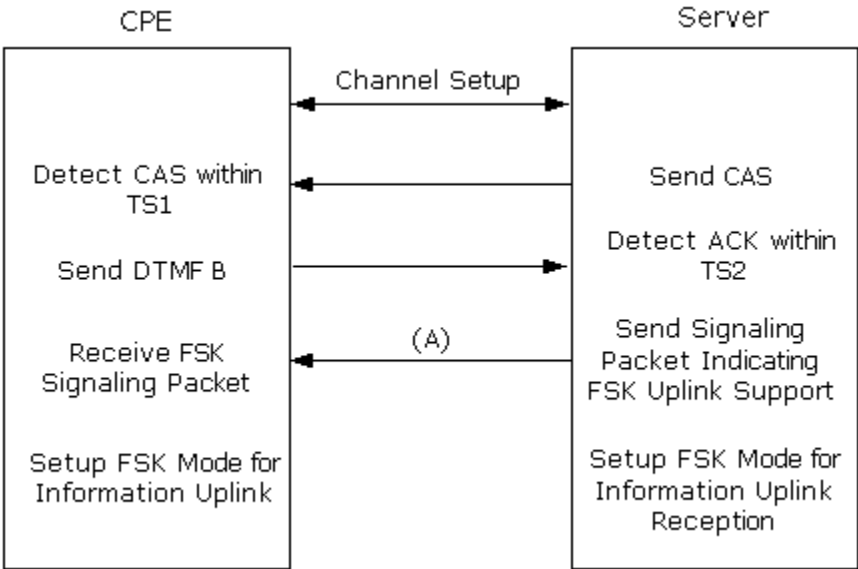 CPE
Server
Channel Setup
Detect CAS within
TS1
Send CAS
Send DTMF B
Detect ACK within
TS2
(A)
Receive FSK
Signaling Packet
Send Signaling
Packet Indicating
FSK Uplink Support
Setup FSK Mode for
Information Uplink
Setup FSK Mode for
Information Uplink
Reception